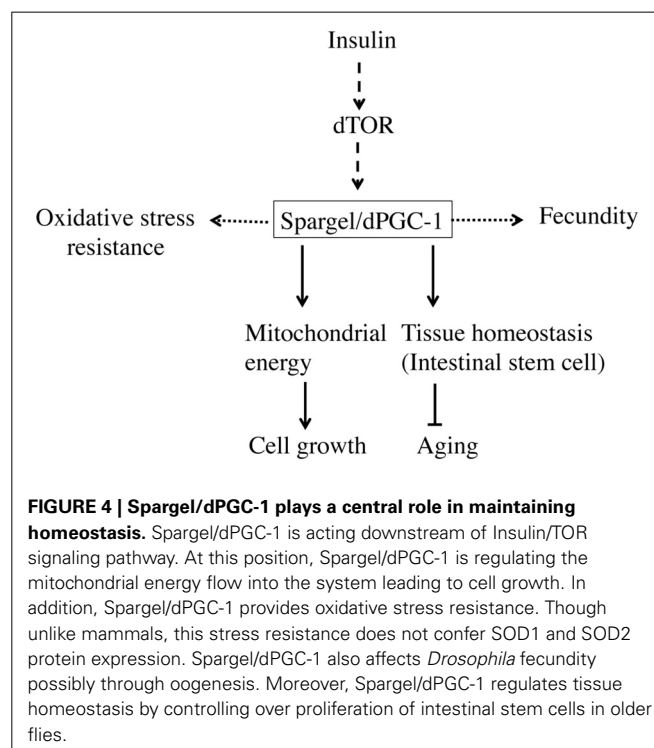 Insulin
dTOR
Oxidative stress
resistance
Spargel/dPGC-1
Fecundity
Mitochondrial
energy
Tissue homeostasis
(Intestinal stem cell)
Cell growth
Aging
FIGURE 4 | Spargel/dPGC-1 plays a central role in maintaining
homeostasis. Spargel/dPGC-1 is acting downstream of Insulin/TOR
signaling pathway. At this position, Spargel/dPGC-1 is regulating the
mitochondrial energy flow into the system leading to cell growth. In
addition, Spargel/dPGC-1 provides oxidative stress resistance. Though
unlike mammals, this stress resistance does not confer SOD1 and SOD2
protein expression. Spargel/dPGC-1 also affects Drosophila fecundity
possibly through oogenesis. Moreover, Spargel/dPGC-1 regulates tissue
homeostasis by controlling over proliferation of intestinal stem cells in older
flies.